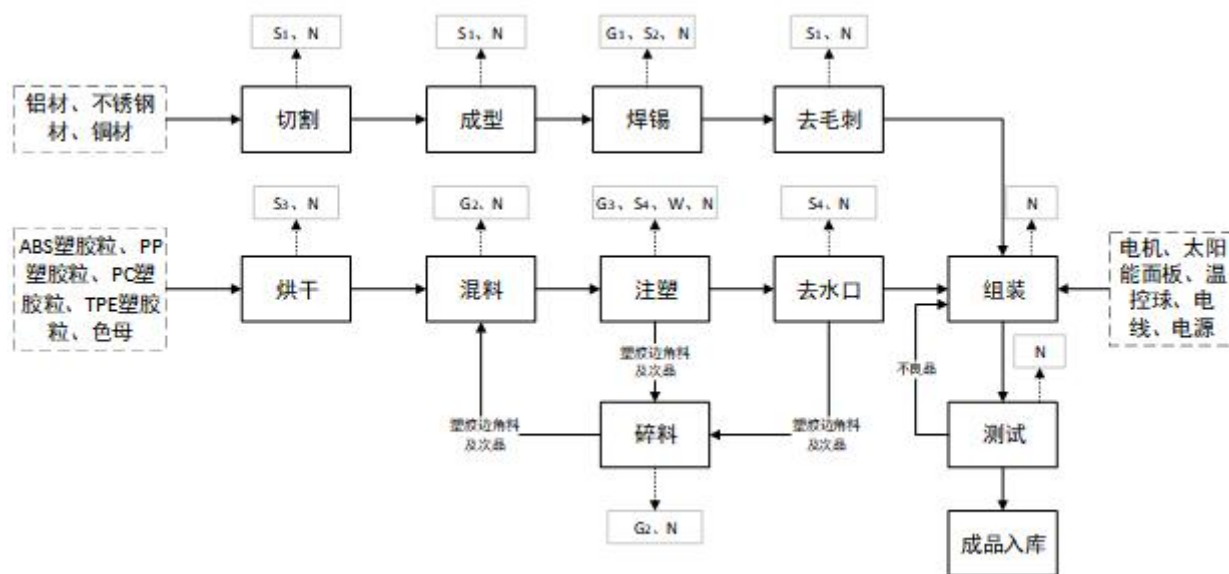 S₁、N
S₁、N
G₁、S₂、N
S₁、N
铝材、不锈钢
材、铜材
切割
成型
焊锡
去毛刺
S₃、N
G₂、N
G₃、S₄、W、N
S₄、N
N
ABS塑胶粒、PP
塑胶粒、PC塑
胶粒、TPE塑胶
粒、色母
烘干
混料
注塑
去水口
组装
电机、太阳
能面板、温
控球、电
线、电源
塑胶边角料
及次品
不良品
N
塑胶边角料
及次品
碎料
塑胶边角料
及次品
测试
G₂、N
成品入库